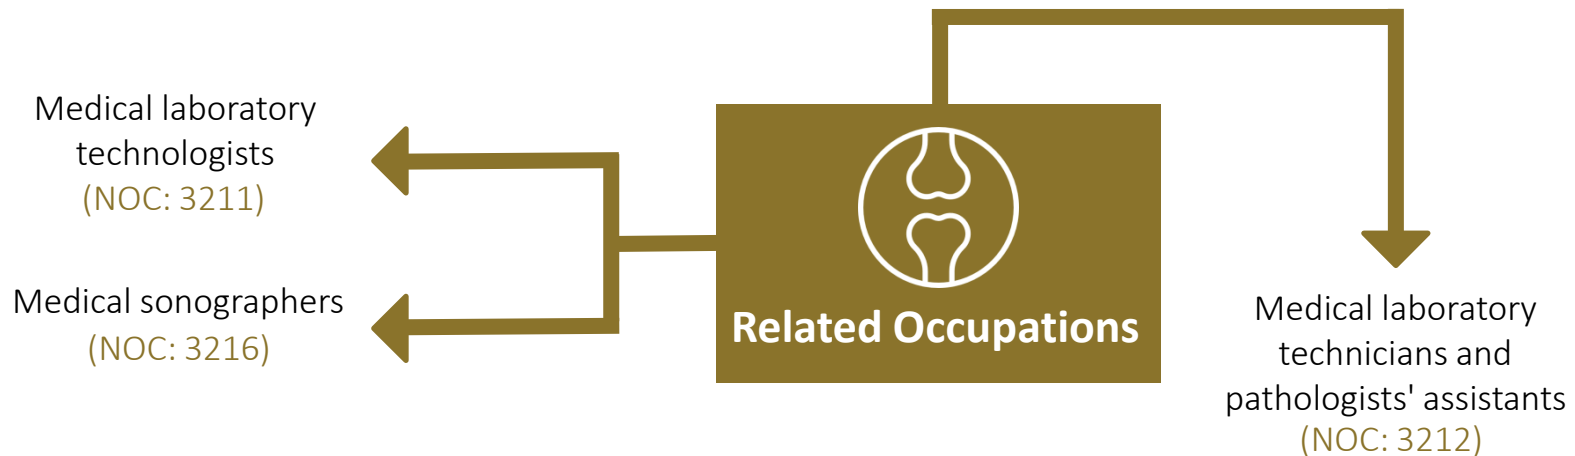 Medical laboratory
technologists
(NOC: 3211)
Medical sonographers
(NOC: 3216)
Related Occupations
Medical laboratory
technicians and
pathologists' assistants
(NOC: 3212)